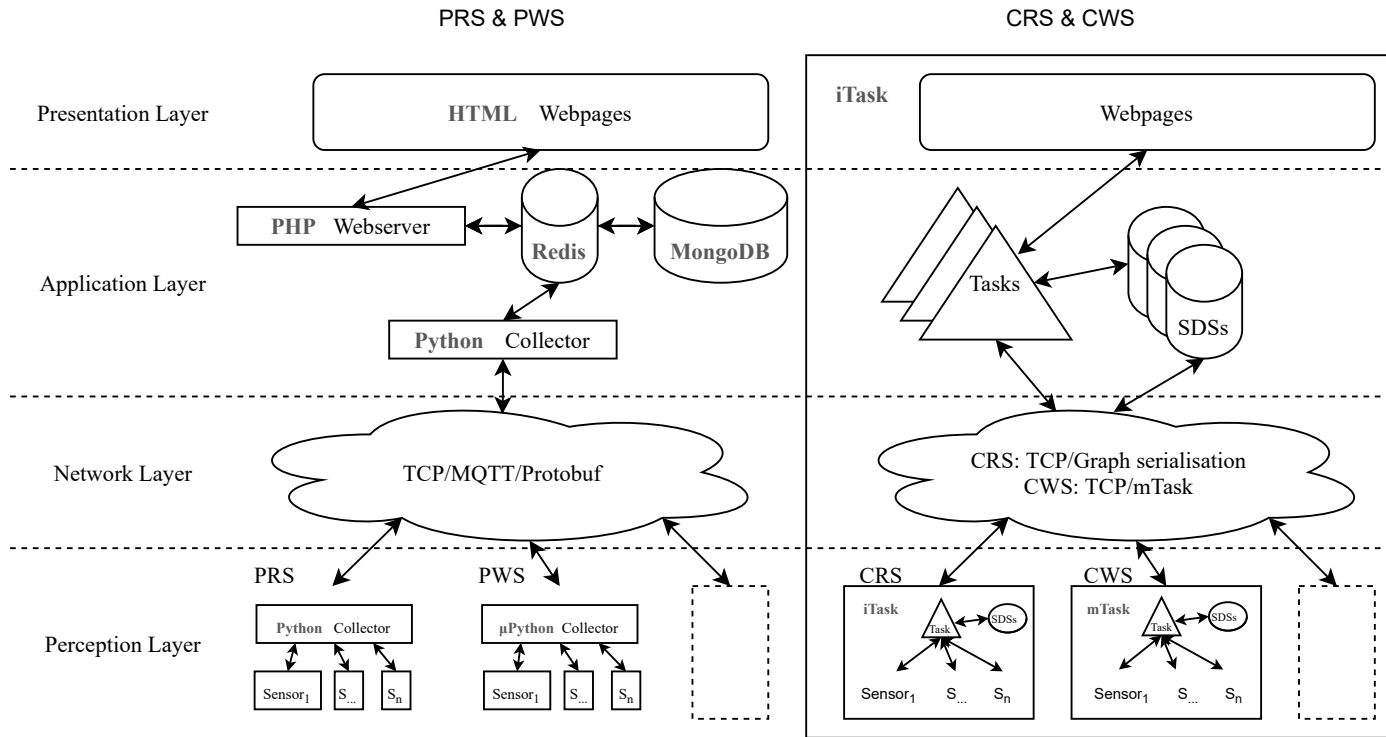 PRS & PWS
CRS & CWS
Presentation Layer
HTML Webpages
iTask
Webpages
Application Layer
PHP Webserver
Redis
MongoDB
Python Collector
Tasks
SDSs
Network Layer
TCP/MQTT/Protobuf
CRS: TCP/Graph serialisation
CWS: TCP/mTask
Perception Layer
PRS
Python Collector
Sensor1
S...
Sn
PWS
µPython Collector
Sensor1
S...
Sn
CRS
iTask
Task
SDSs
Sensor1
S...
Sn
CWS
mTask
Task
SDSs
Sensor1
S...
Sn